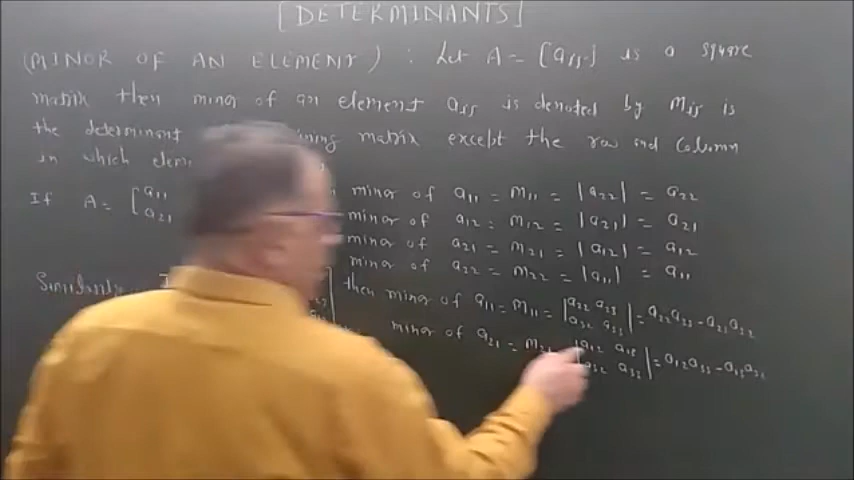 [DETERMINANTS]
(MINOR OF AN ELEMENT) : Let A = [aij] is a square
matrix then minor of an element aij is denoted by Mij is
the determinant matrix except the row and column
in which
If A = [a11 minor of a11 = M11 = |a22| = a22
a21 minor of a12 = M12 = |a21| = a21
minor of a21 = M21 = |a12| = a12
minor of a22 = M22 = |a11| = a11
Similarly then minor of a11 = M11 = |a22 a23
a32 a33| = a22a33 - a23a32
minor of a21 = M21 |a12 a13
a32 a33| = a12a33 - a13a32